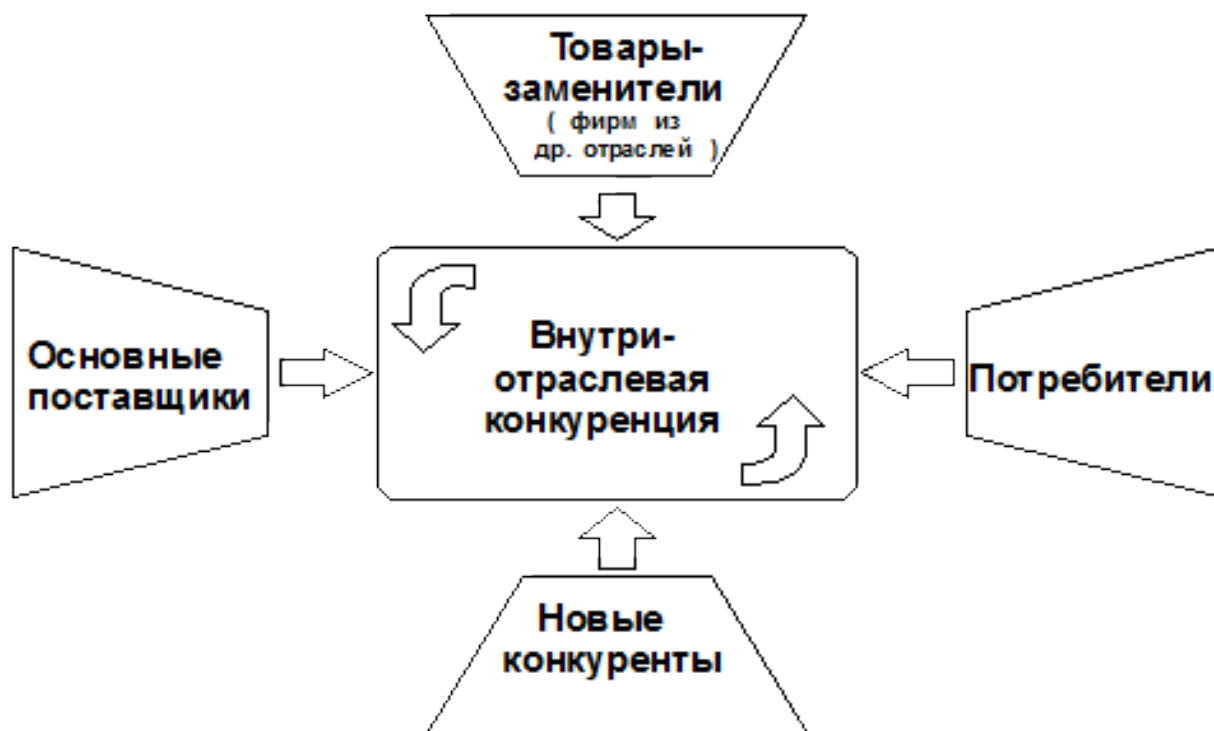 Товары-
заменители
( фирм из
др. отраслей )
Основные
поставщики
Внутри-
отраслевая
конкуренция
Потребители
Новые
конкуренты